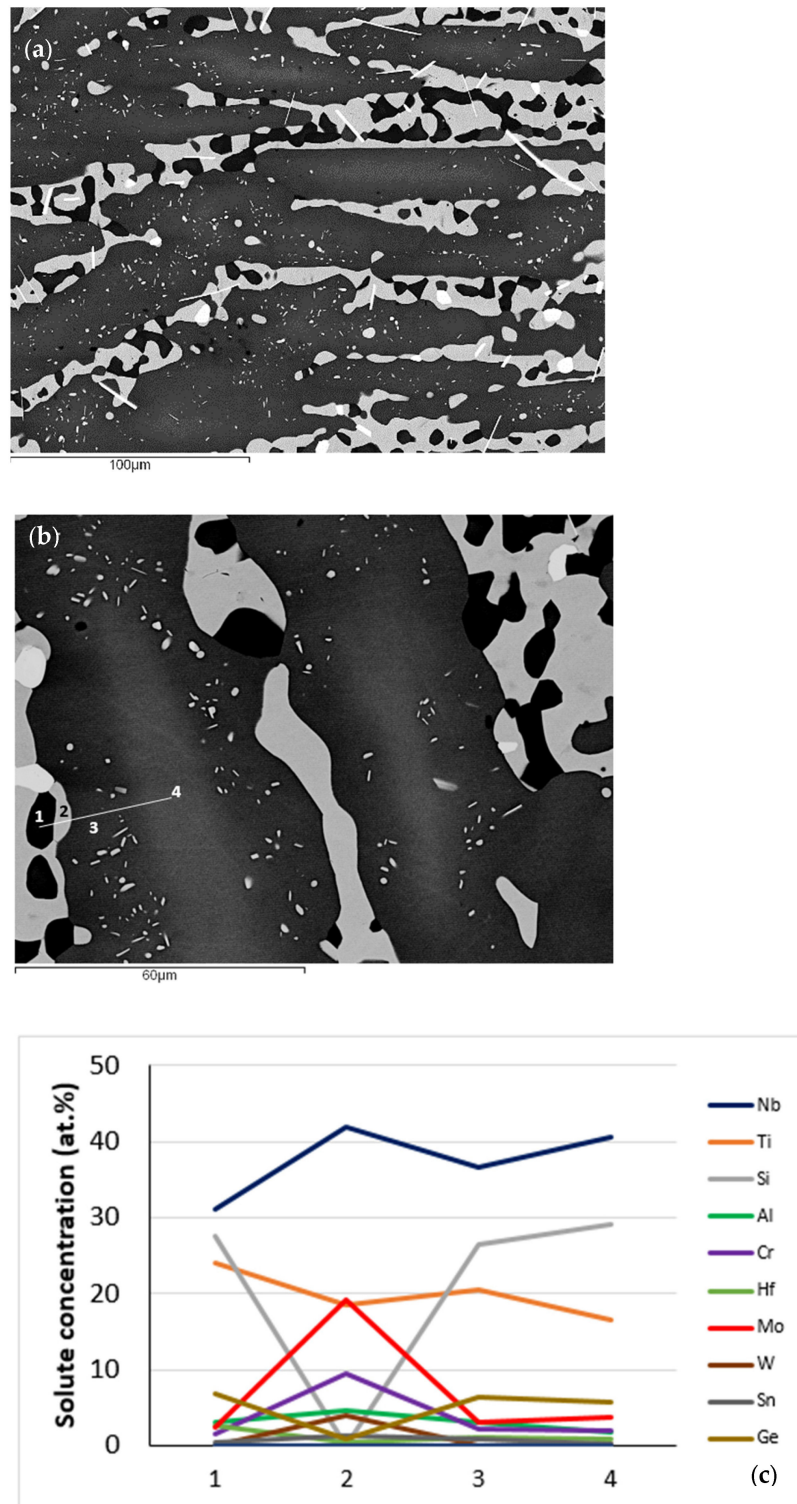 (a)
100µm
(b)
1 2 3 4
60µm
Solute concentration (at.%)
50
40
30
20
10
0
1 2 3 4
Nb
Ti
Si
Al
Cr
Hf
Mo
W
Sn
Ge
(c)